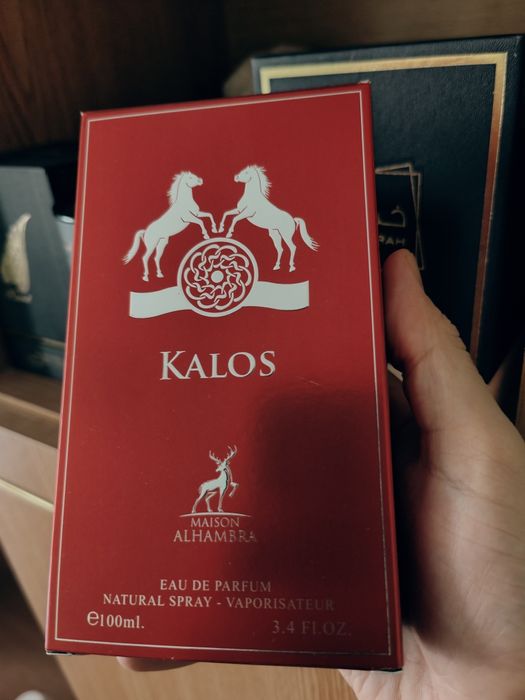 KALOS
MAISON
ALHAMBRA
EAU DE PARFUM
NATURAL SPRAY - VAPORISATEUR
℮100ml.
3.4 Fl.OZ.